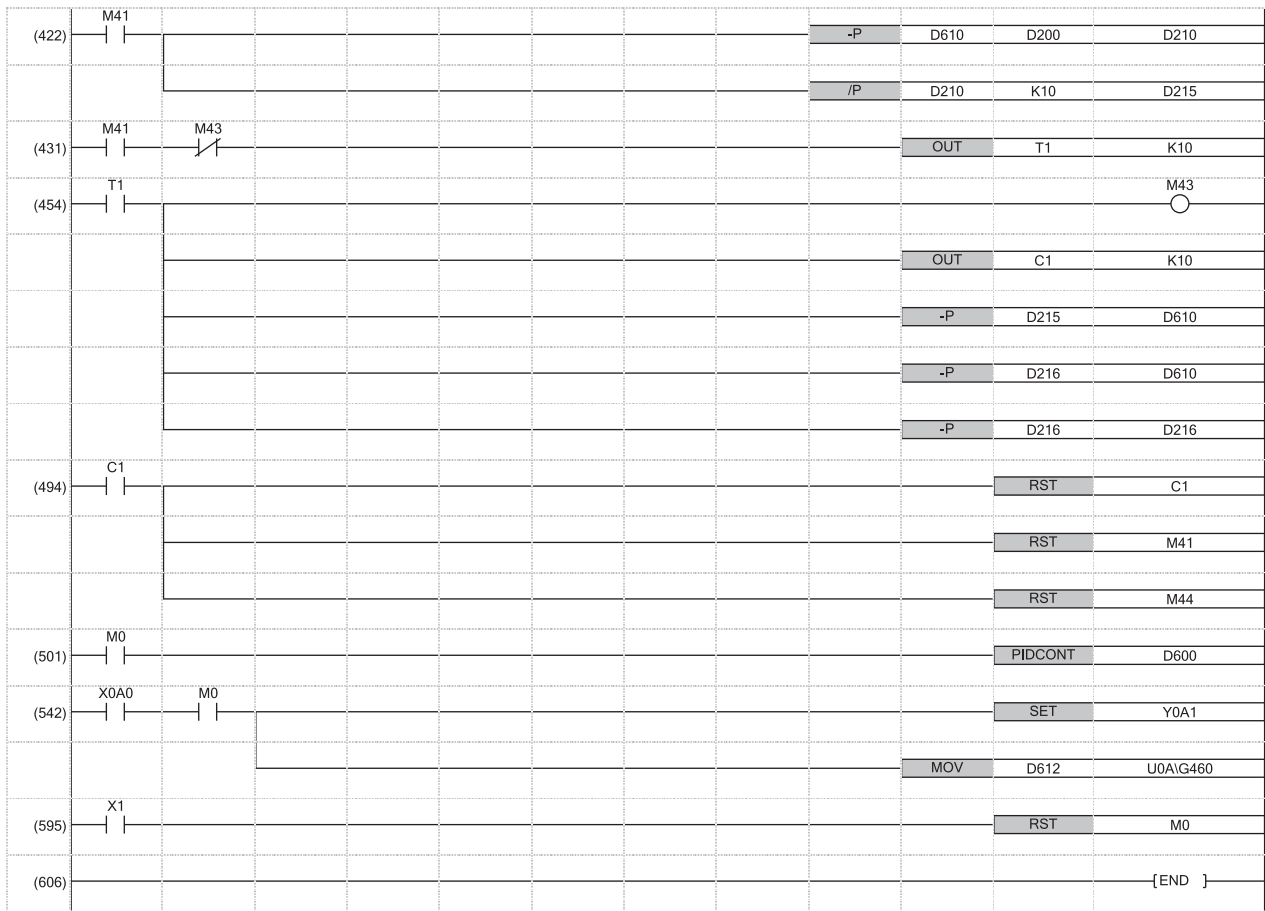 M41
(422) -P D610 D200 D210
/P D210 K10 D215
M41 M43
(431) OUT T1 K10
T1 M43
(454)
OUT C1 K10
-P D215 D610
-P D216 D610
-P D216 D216
C1
(494) RST C1
RST M41
RST M44
M0
(501) PIDCONT D600
X0A0 M0
(542) SET Y0A1
MOV D612 U0A\G460
X1
(595) RST M0
(606) [END ]